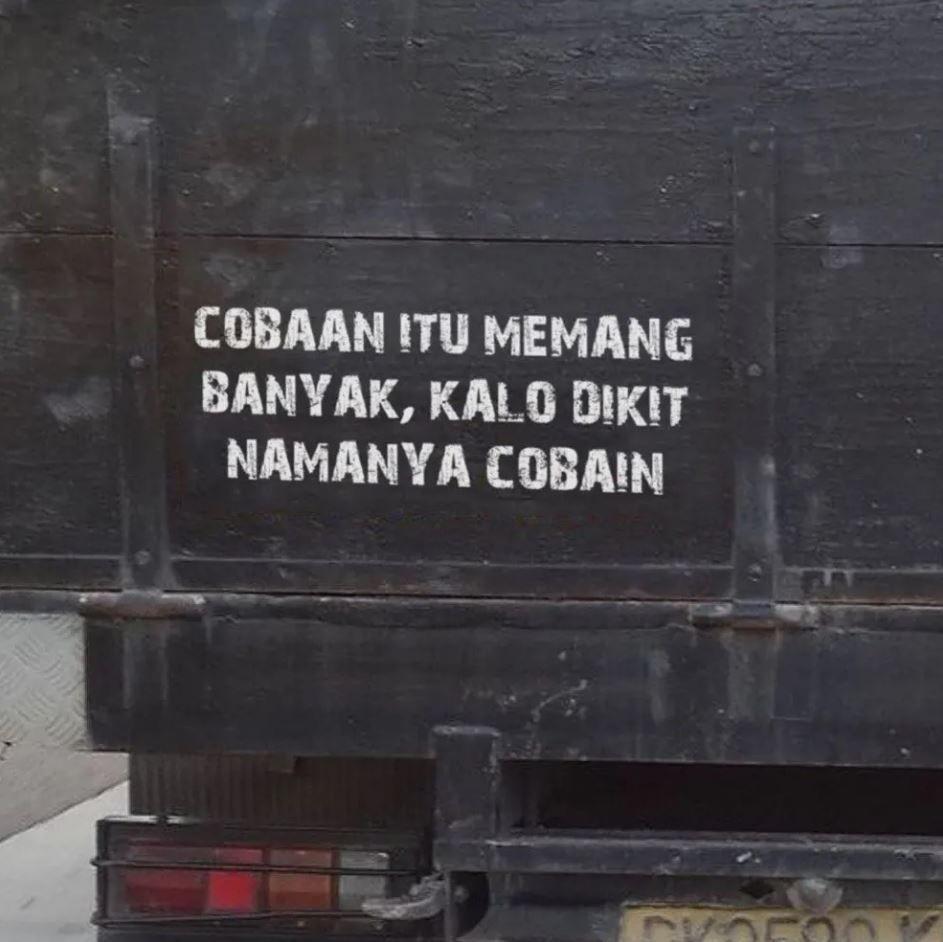 COBAAN ITU MEMANG
BANYAK, KALO DIKIT
NAMANYA COBAIN